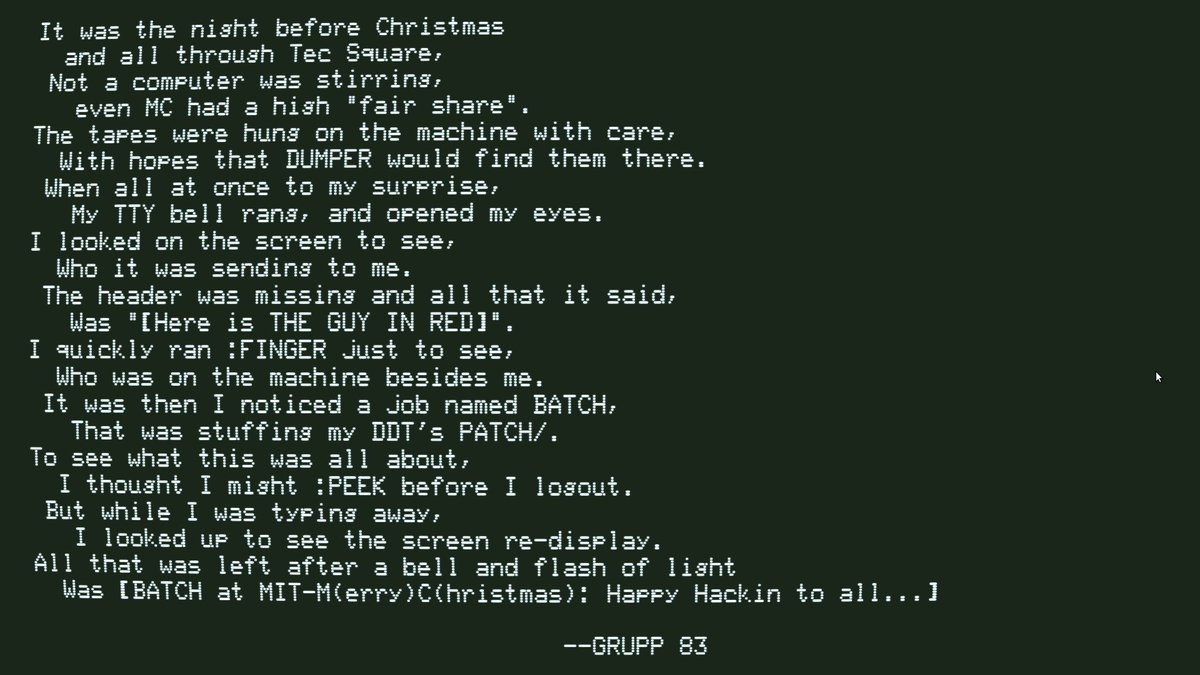 It was the night before Christmas
and all through Tec Square,
Not a computer was stirring,
even MC had a high "fair share".
The tapes were hung on the machine with care,
With hopes that DUMPER would find them there.
When all at once to my surprise,
My TTY bell rang, and opened my eyes.
I looked on the screen to see,
Who it was sending to me.
The header was missing and all that it said,
Was "[Here is THE GUY IN RED]".
I quickly ran :FINGER just to see,
Who was on the machine besides me.
It was then I noticed a job named BATCH,
That was stuffing my DDT's PATCH/.
To see what this was all about,
I thought I might :PEEK before I logout.
But while I was typing away,
I looked up to see the screen re-display.
All that was left after a bell and flash of light
Was [BATCH at MIT-M(erry)C(hristmas): Happy Hackin to all...]
--GRUPP 83